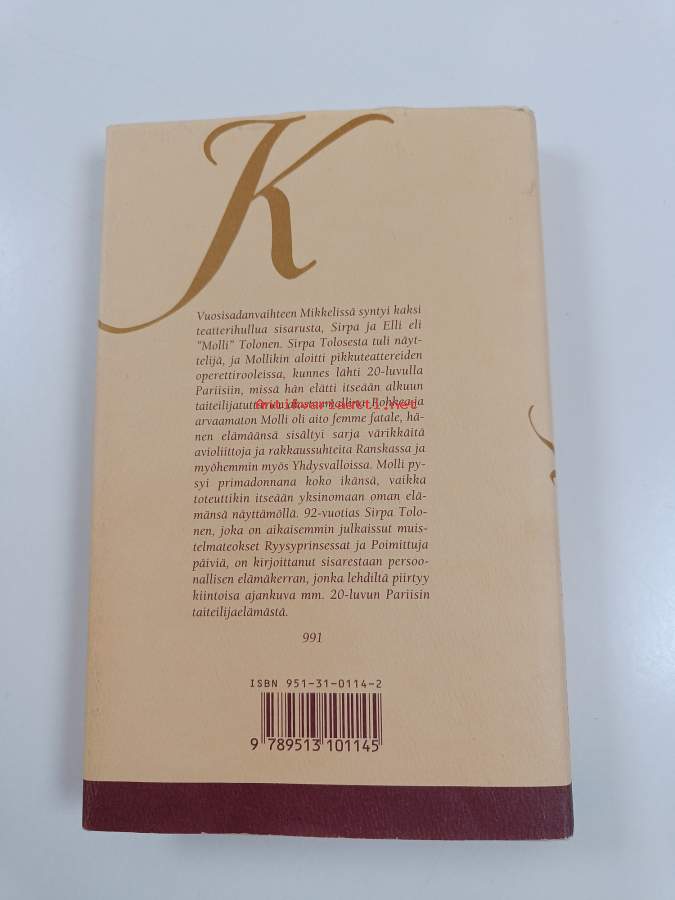 K
Vuosisadanvaihteen Mikkelissä syntyi kaksi
teatterihullua sisarusta, Sirpa ja Elli eli
"Molli" Tolonen. Sirpa Tolosesta tuli näyt-
telijä, ja Mollikin aloitti pikkuteattereiden
operettirooleissa, kunnes lähti 20-luvulla
Pariisiin, missä hän elätti itseään alkuun
Antikvariaatti.net
arvaamaton Molli oli aito femme fatale, hä-
nen elämäänsä sisältyi sarja värikkäitä
avioliittoja ja rakkaussuhteita Ranskassa ja
myöhemmin myös Yhdysvalloissa. Molli py-
syi primadonnana koko ikänsä, vaikka
toteuttikin itseään yksinomaan oman elä-
mänsä näyttämöllä. 92-vuotias Sirpa Tolo-
nen, joka on aikaisemmin julkaissut muis-
telmateokset Ryysyprinsessat ja Poimittuja
päiviä, on kirjoittanut sisarestaan persoo-
nallisen elämäkerran, jonka lehdiltä piirtyy
kiintoisa ajankuva mm. 20-luvun Pariisin
taiteilijaelämästä.
991
ISBN 951-31-0114-2
9 789513 101145